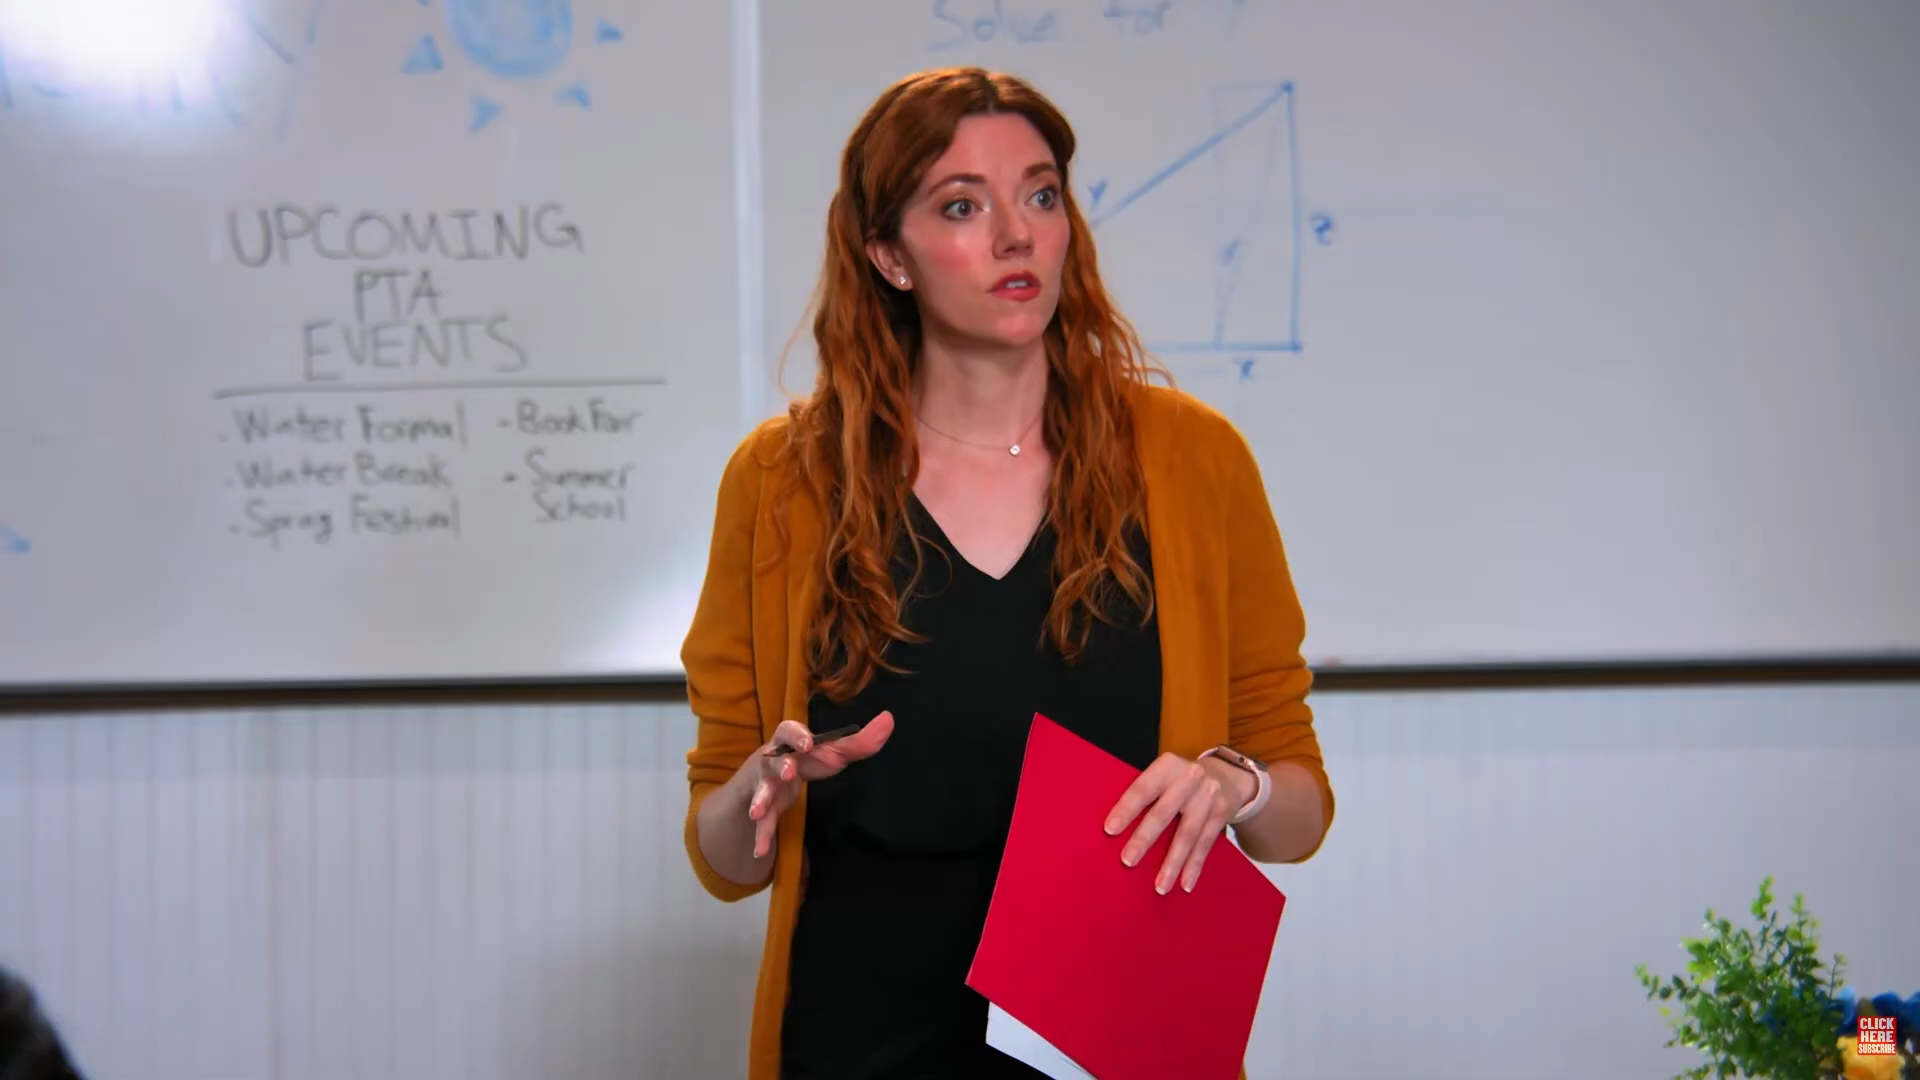 Solve for Y
UPCOMING
PTA
EVENTS
. Winter Formal - Book Fair
. Winter Break - Summer
. Spring Festival School
Y
z
x
CLICK
HERE
SUBSCRIBE